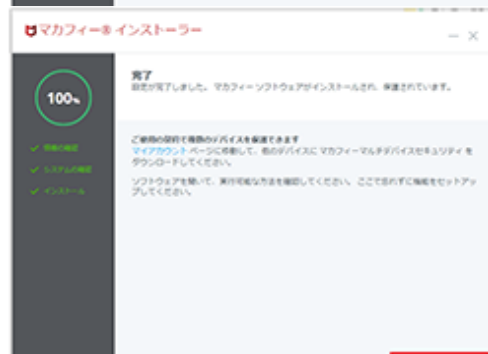 マカフィー® インストーラー
100%
完了
設定が完了しました。 マカフィー ソフトウェアがインストールされ、保護されています。
✓ 情報の確認
✓ システムの確認
✓ インストール
ご使用の契約で複数のデバイスを保護できます
マイアカウント ページに移動して、他のデバイスに マカフィー マルチデバイスセキュリティ を
ダウンロードしてください。
ソフトウェアを開いて、実行可能な方法を確認してください。 ここで忘れずに機能をセットアッ
プしてください。